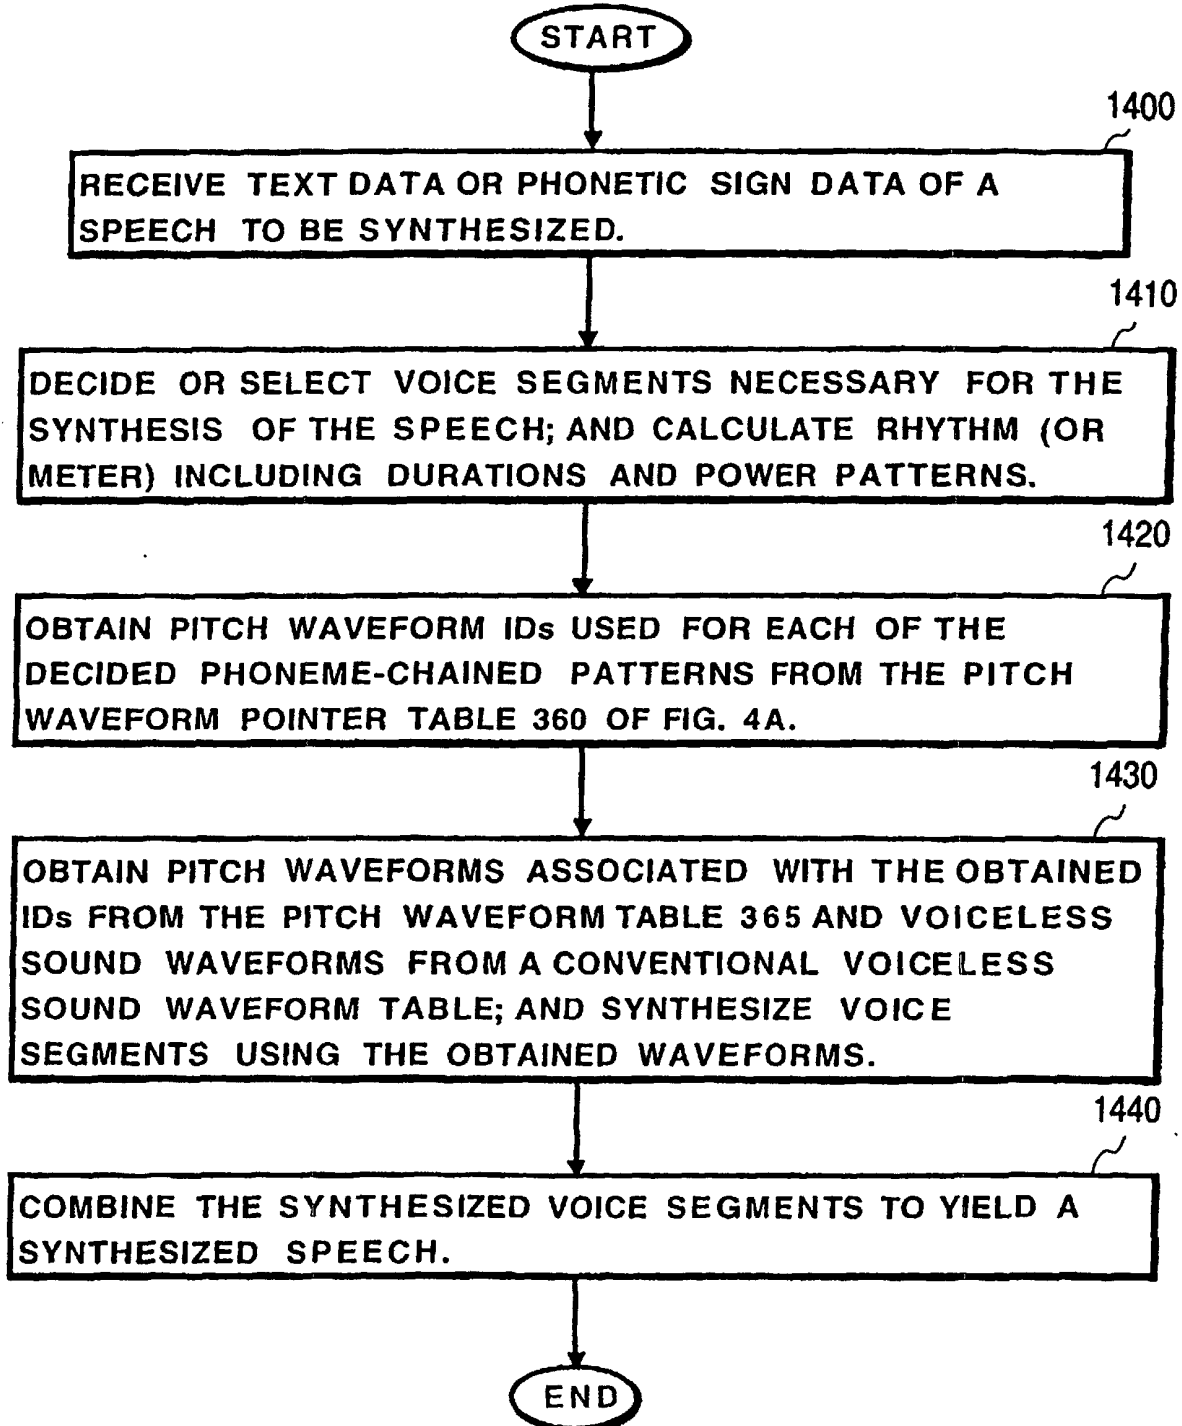 START
1400
RECEIVE TEXT DATA OR PHONETIC SIGN DATA OF A
SPEECH TO BE SYNTHESIZED.
1410
DECIDE OR SELECT VOICE SEGMENTS NECESSARY FOR THE
SYNTHESIS OF THE SPEECH; AND CALCULATE RHYTHM (OR
METER) INCLUDING DURATIONS AND POWER PATTERNS.
1420
OBTAIN PITCH WAVEFORM IDs USED FOR EACH OF THE
DECIDED PHONEME-CHAINED PATTERNS FROM THE PITCH
WAVEFORM POINTER TABLE 360 OF FIG. 4A.
1430
OBTAIN PITCH WAVEFORMS ASSOCIATED WITH THE OBTAINED
IDs FROM THE PITCH WAVEFORM TABLE 365 AND VOICELESS
SOUND WAVEFORMS FROM A CONVENTIONAL VOICELESS
SOUND WAVEFORM TABLE; AND SYNTHESIZE VOICE
SEGMENTS USING THE OBTAINED WAVEFORMS.
1440
COMBINE THE SYNTHESIZED VOICE SEGMENTS TO YIELD A
SYNTHESIZED SPEECH.
END